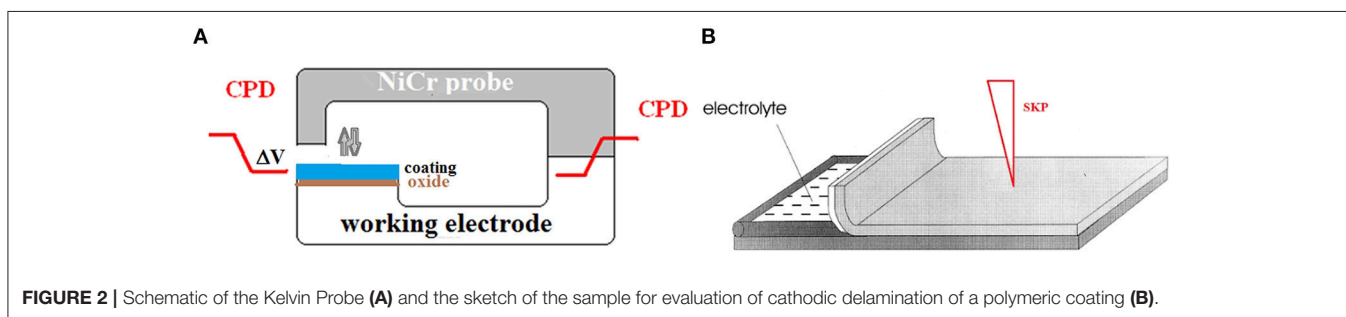 A
NiCr probe
CPD
ΔV
coating
oxide
working electrode
CPD
B
electrolyte
SKP
FIGURE 2 | Schematic of the Kelvin Probe (A) and the sketch of the sample for evaluation of cathodic delamination of a polymeric coating (B).